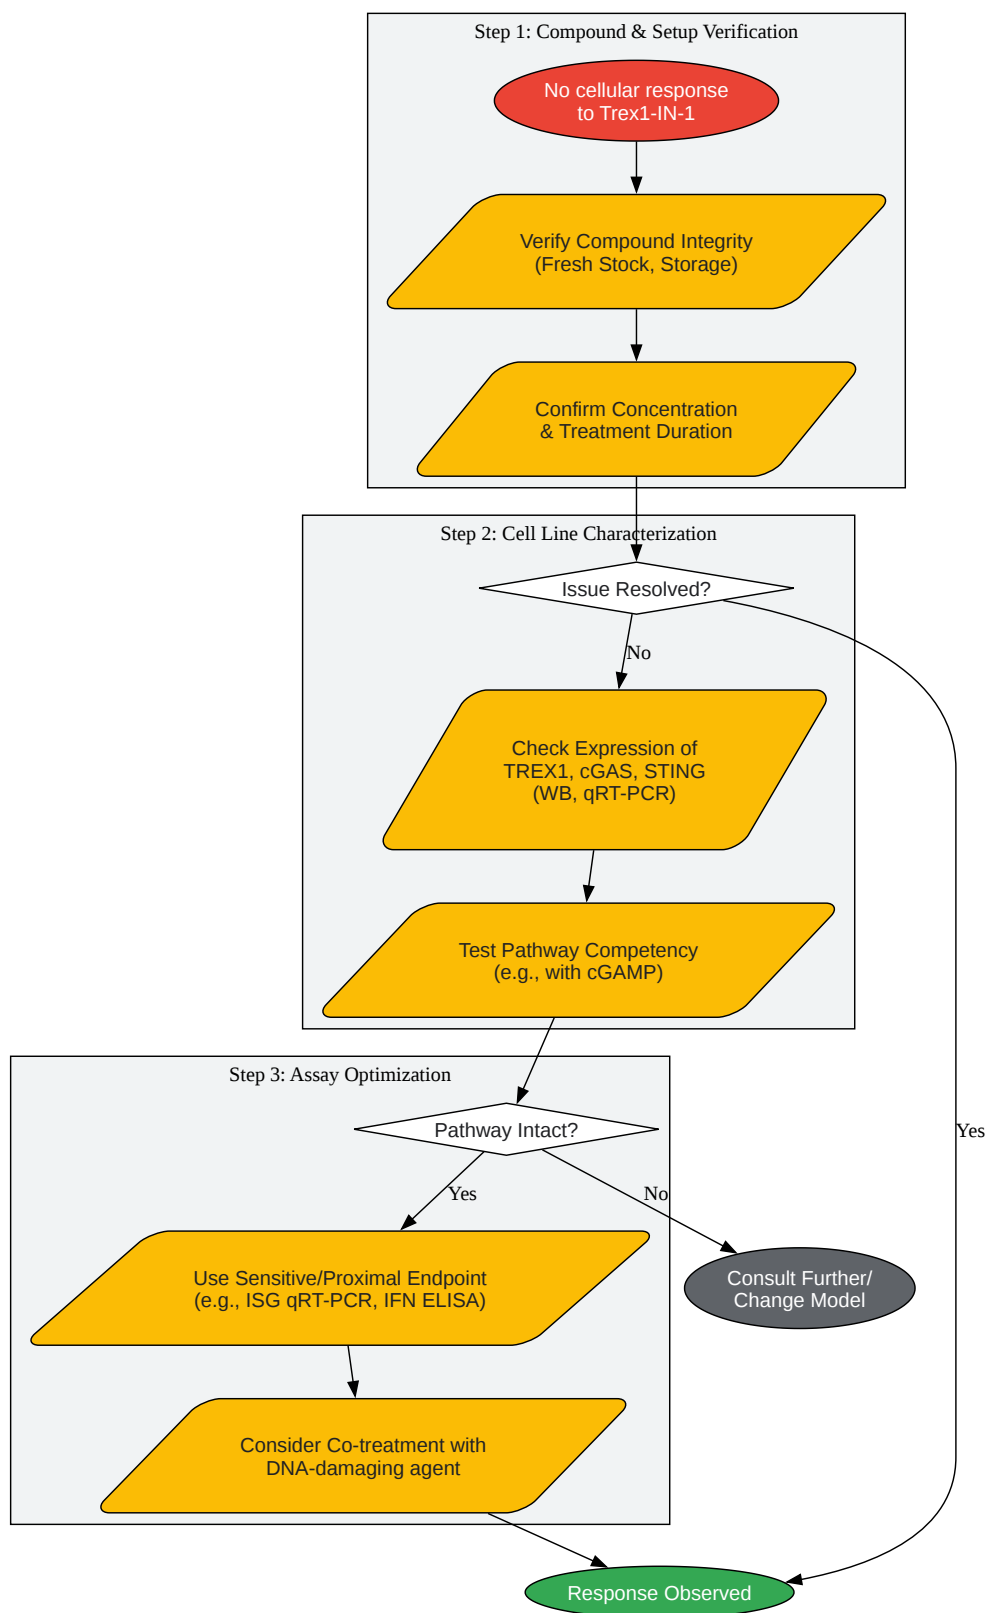 Step 1: Compound & Setup Verification
No cellular response
to Trex1-IN-1
Verify Compound Integrity
(Fresh Stock, Storage)
Confirm Concentration
& Treatment Duration
Step 2: Cell Line Characterization
Issue Resolved?
No
Check Expression of
TREX1, cGAS, STING
(WB, qRT-PCR)
Test Pathway Competency
(e.g., with cGAMP)
Step 3: Assay Optimization
Pathway Intact?
Yes
Yes
No
Use Sensitive/Proximal Endpoint
(e.g., ISG qRT-PCR, IFN ELISA)
Consult Further/
Change Model
Consider Co-treatment with
DNA-damaging agent
Response Observed